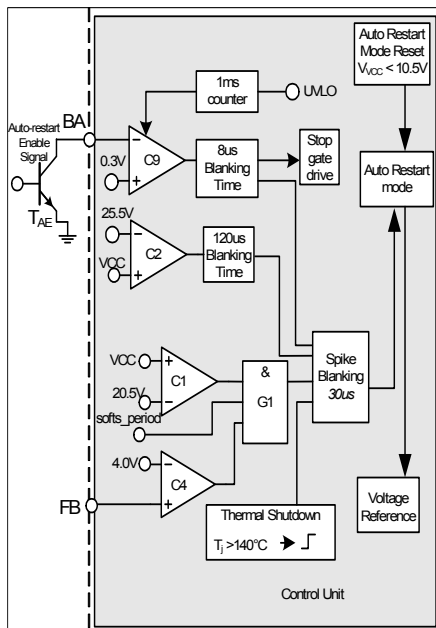 Auto Restart
Mode Reset
VVCC < 10.5V
1ms
counter
UVLO
BA
Auto-restart
Enable
Signal
TAE
0.3V
C9
8us
Blanking
Time
Stop
gate
drive
Auto Restart
mode
25.5V
VCC
C2
120us
Blanking
Time
VCC
20.5V
C1
softs_period
&
G1
Spike
Blanking
30us
4.0V
C4
FB
Thermal Shutdown
Tj >140°C
Voltage
Reference
Control Unit